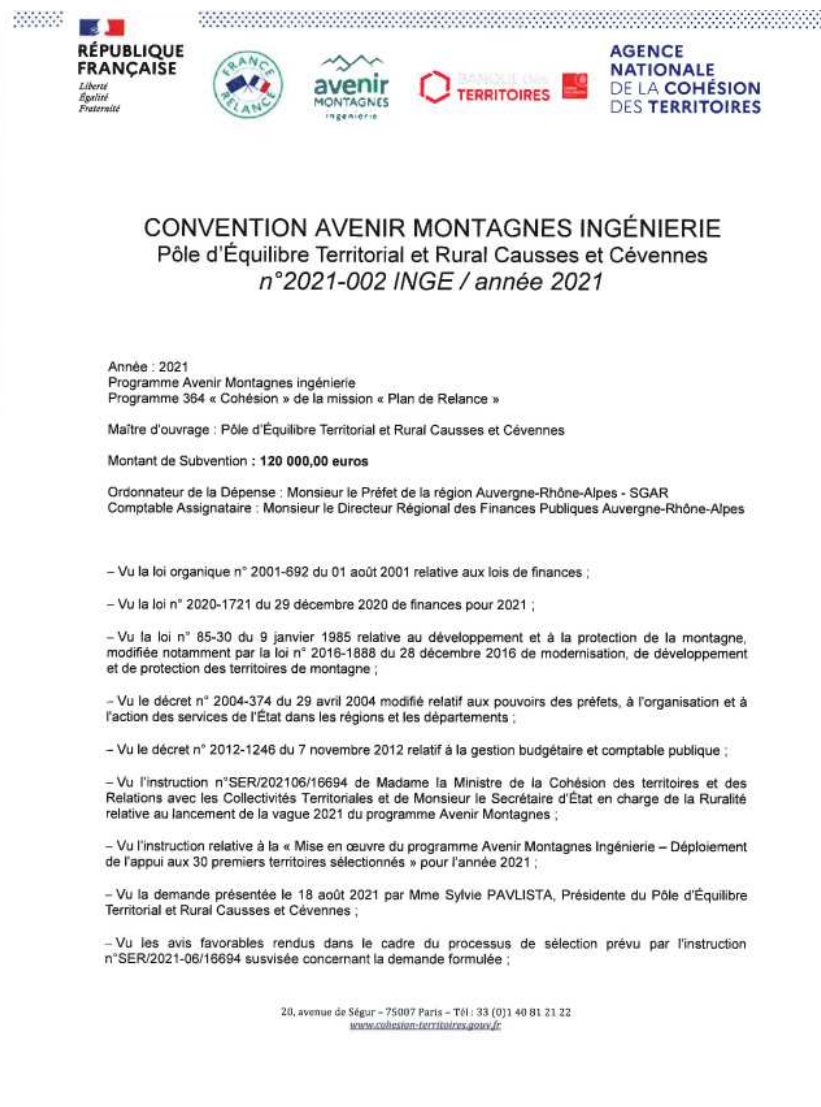 RÉPUBLIQUE
FRANÇAISE
Liberté
Égalité
Fraternité
FRANCE
RELANCE
avenir
MONTAGNES
ingénierie
BANQUE des
TERRITOIRES
AGENCE
NATIONALE
DE LA COHÉSION
DES TERRITOIRES
CONVENTION AVENIR MONTAGNES INGÉNIERIE
Pôle d'Équilibre Territorial et Rural Causses et Cévennes
n°2021-002 INGE / année 2021
Année : 2021
Programme Avenir Montagnes ingénierie
Programme 364 « Cohésion » de la mission « Plan de Relance »
Maître d'ouvrage : Pôle d'Équilibre Territorial et Rural Causses et Cévennes
Montant de Subvention : 120 000,00 euros
Ordonnateur de la Dépense : Monsieur le Préfet de la région Auvergne-Rhône-Alpes - SGAR
Comptable Assignataire : Monsieur le Directeur Régional des Finances Publiques Auvergne-Rhône-Alpes
– Vu la loi organique n° 2001-692 du 01 août 2001 relative aux lois de finances ;
– Vu la loi n° 2020-1721 du 29 décembre 2020 de finances pour 2021 ;
– Vu la loi n° 85-30 du 9 janvier 1985 relative au développement et à la protection de la montagne,
modifiée notamment par la loi n° 2016-1888 du 28 décembre 2016 de modernisation, de développement
et de protection des territoires de montagne ;
– Vu le décret n° 2004-374 du 29 avril 2004 modifié relatif aux pouvoirs des préfets, à l'organisation et à
l'action des services de l'État dans les régions et les départements ;
– Vu le décret n° 2012-1246 du 7 novembre 2012 relatif à la gestion budgétaire et comptable publique ;
– Vu l'instruction n°SER/202106/16694 de Madame la Ministre de la Cohésion des territoires et des
Relations avec les Collectivités Territoriales et de Monsieur le Secrétaire d'État en charge de la Ruralité
relative au lancement de la vague 2021 du programme Avenir Montagnes ;
– Vu l'instruction relative à la « Mise en œuvre du programme Avenir Montagnes Ingénierie – Déploiement
de l'appui aux 30 premiers territoires sélectionnés » pour l'année 2021 ;
– Vu la demande présentée le 18 août 2021 par Mme Sylvie PAVLISTA, Présidente du Pôle d'Équilibre
Territorial et Rural Causses et Cévennes ;
– Vu les avis favorables rendus dans le cadre du processus de sélection prévu par l'instruction
n°SER/2021-06/16694 susvisée concernant la demande formulée ;
20, avenue de Ségur – 75007 Paris – Tél : 33 (0)1 40 81 21 22
www.cohesion-territoires.gouv.fr